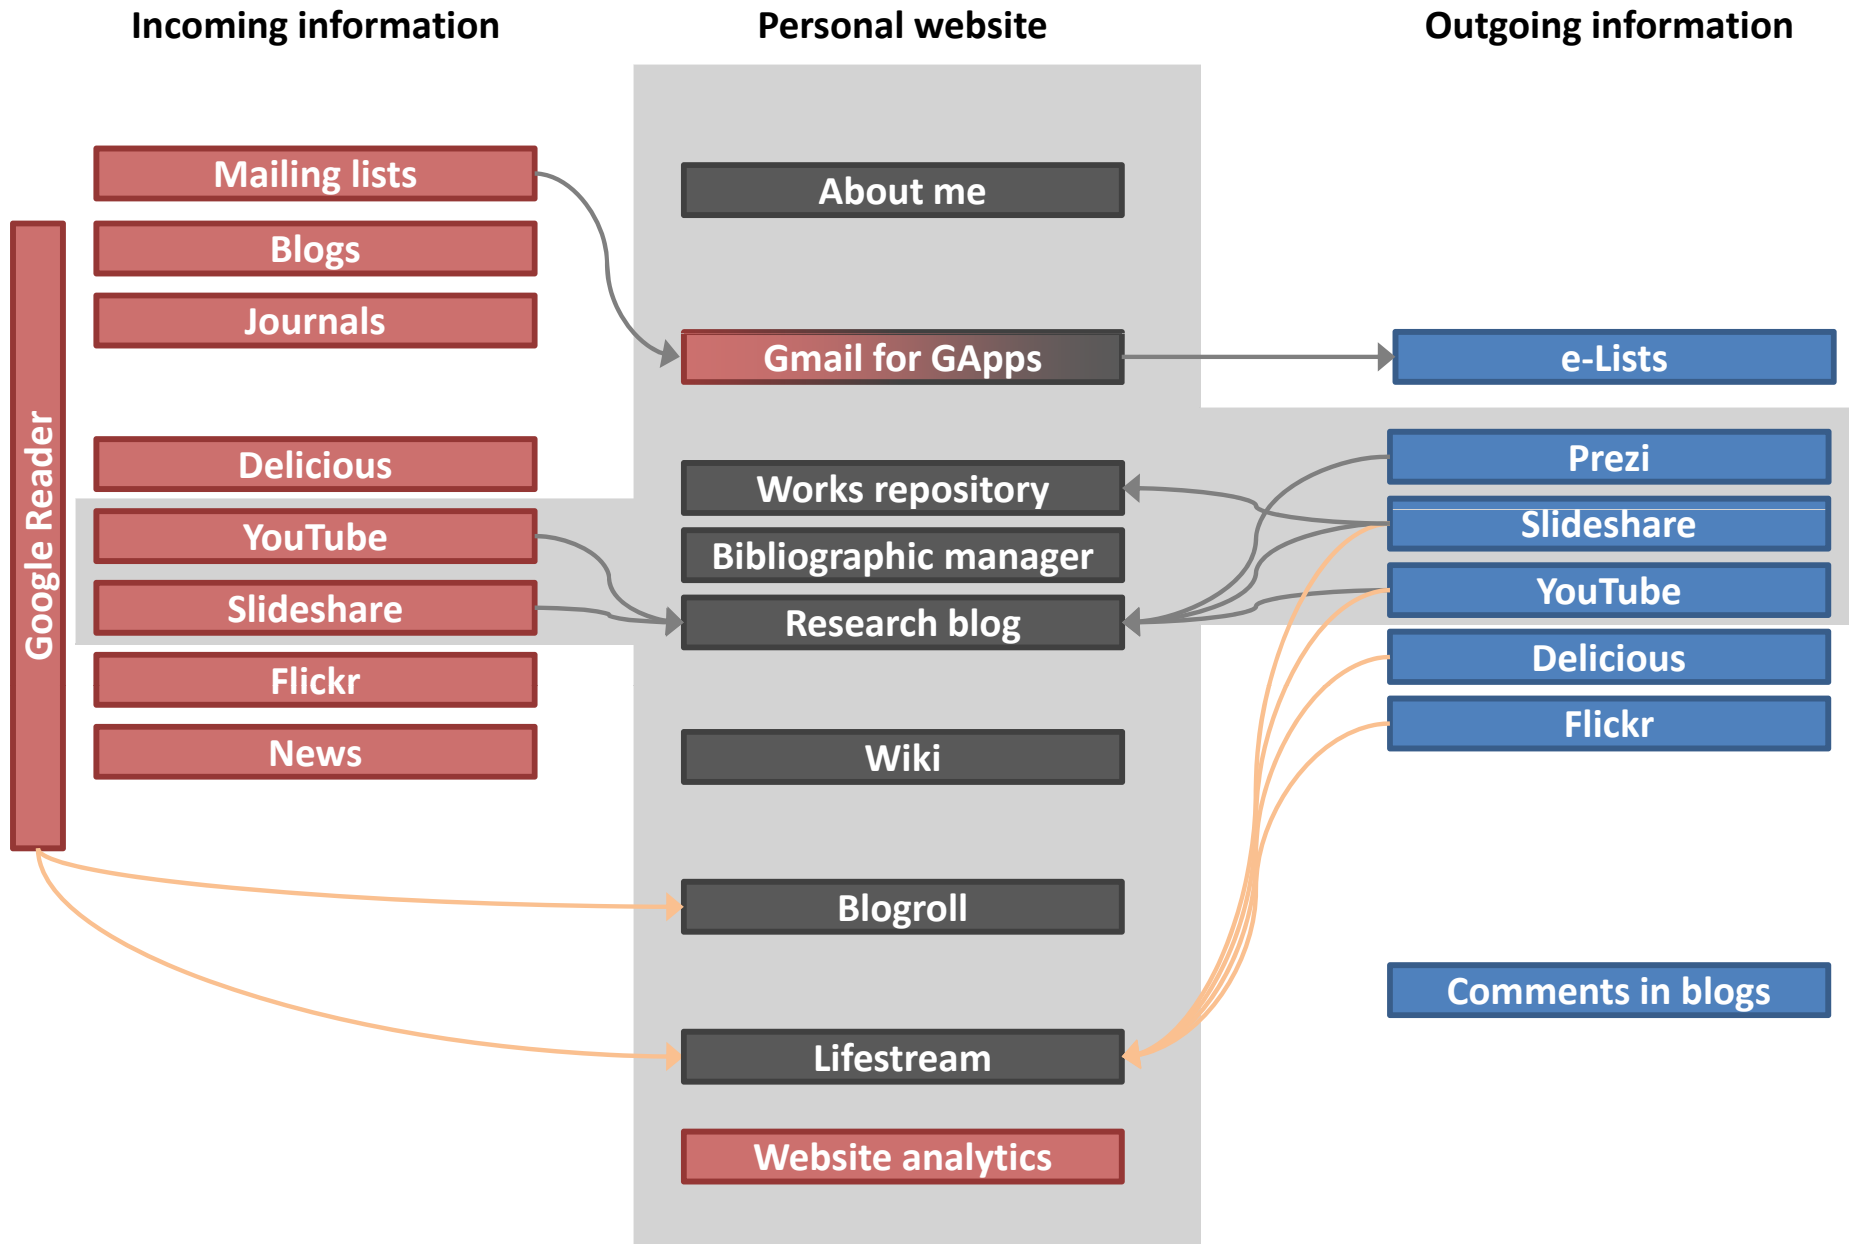 Incoming information
Personal website
Outgoing information
Google Reader
Mailing lists
Blogs
Journals
Delicious
YouTube
Slideshare
Flickr
News
About me
Gmail for GApps
Works repository
Bibliographic manager
Research blog
Wiki
Blogroll
Lifestream
Website analytics
e-Lists
Prezi
Slideshare
YouTube
Delicious
Flickr
Comments in blogs